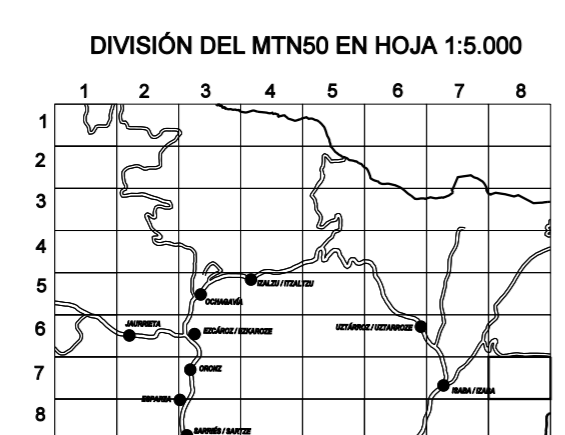 DIVISIÓN DEL MTN50 EN HOJA 1:5.000
1 2 3 4 5 6 7 8
1
2
3
4
5
IZALZU / ITZALTZU
OCHAGAVÍA
JAURRIETA
UZTÁRROZ / UZTARROZE
6
EZCÁROZ / EZKAROZE
ORONZ
7
ISABA / IZABA
ESPARZA
8
SARRIÉS / SARTZE